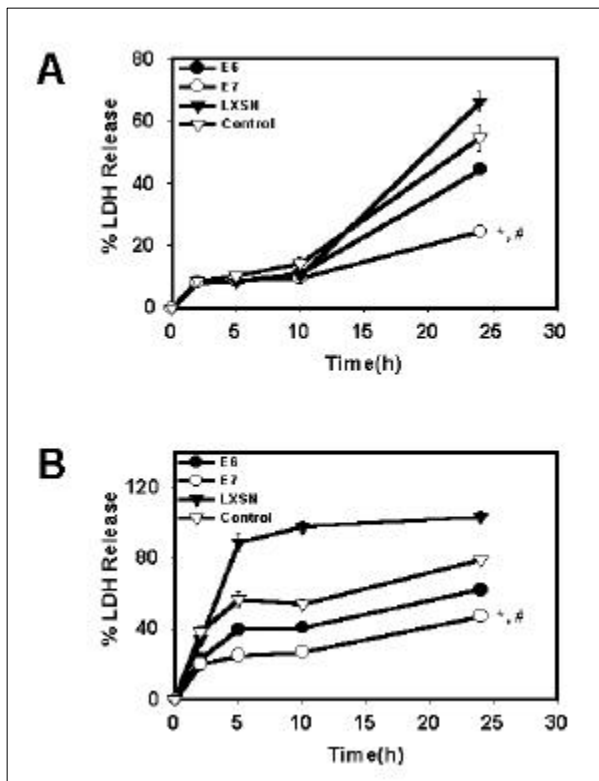 A
80
60
40
20
0
% LDH Release
E6
E7
LXSN
Control
*, #
0 5 10 15 20 25 30
Time(h)
B
120
80
40
0
% LDH Release
E6
E7
LXSN
Control
*, #
0 5 10 15 20 25 30
Time(h)